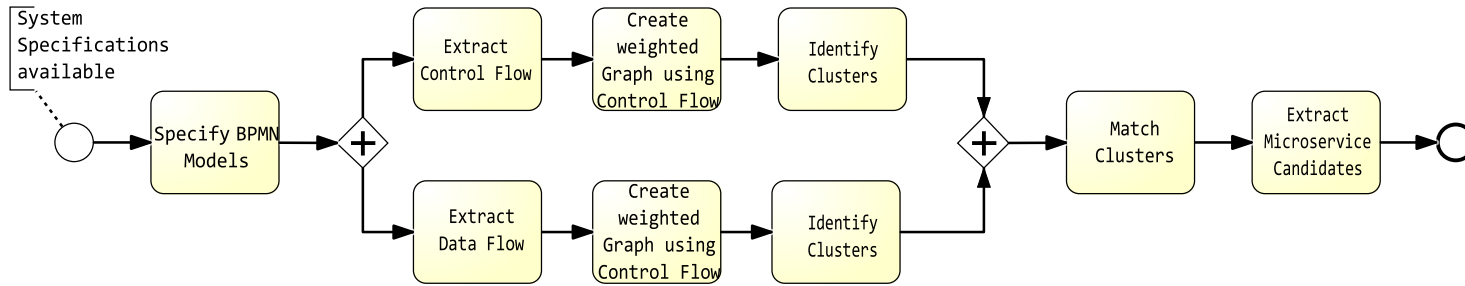 System
Specifications
available
Specify BPMN
Models
Extract
Control Flow
Create
weighted
Graph using
Control Flow
Identify
Clusters
Extract
Data Flow
Create
weighted
Graph using
Control Flow
Identify
Clusters
Match
Clusters
Extract
Microservice
Candidates